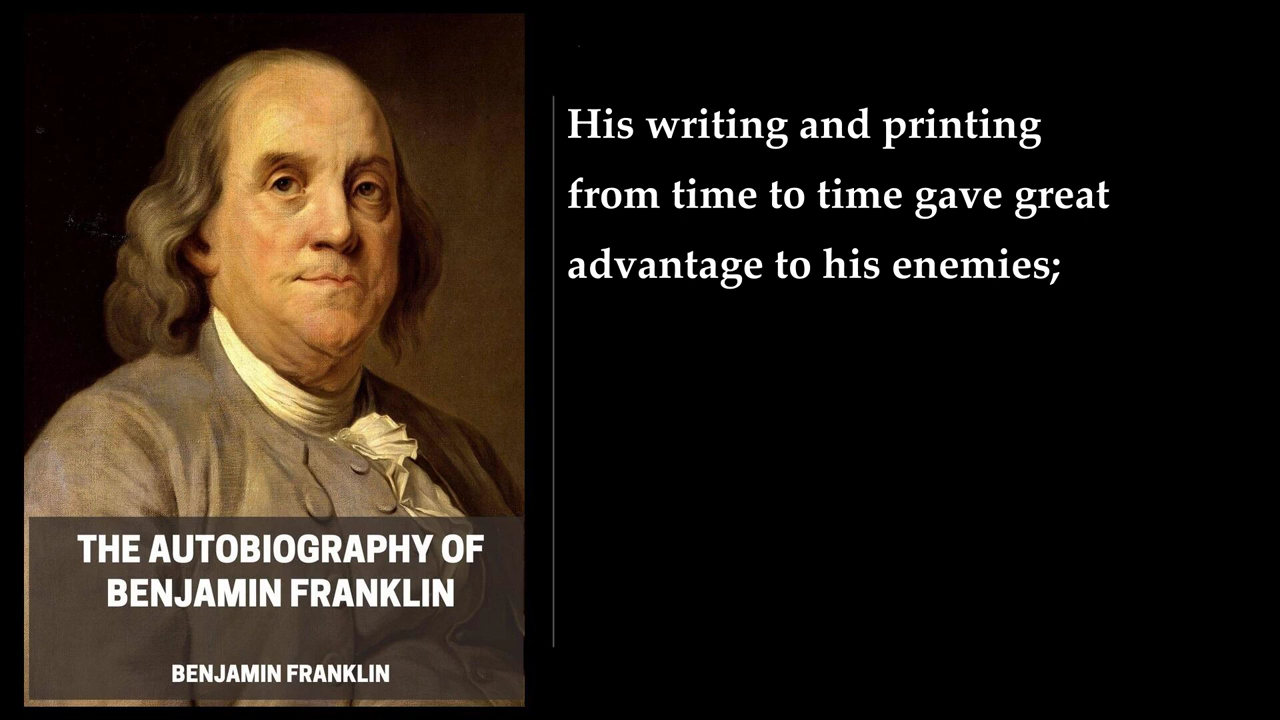 THE AUTOBIOGRAPHY OF
BENJAMIN FRANKLIN
BENJAMIN FRANKLIN
His writing and printing
from time to time gave great
advantage to his enemies;